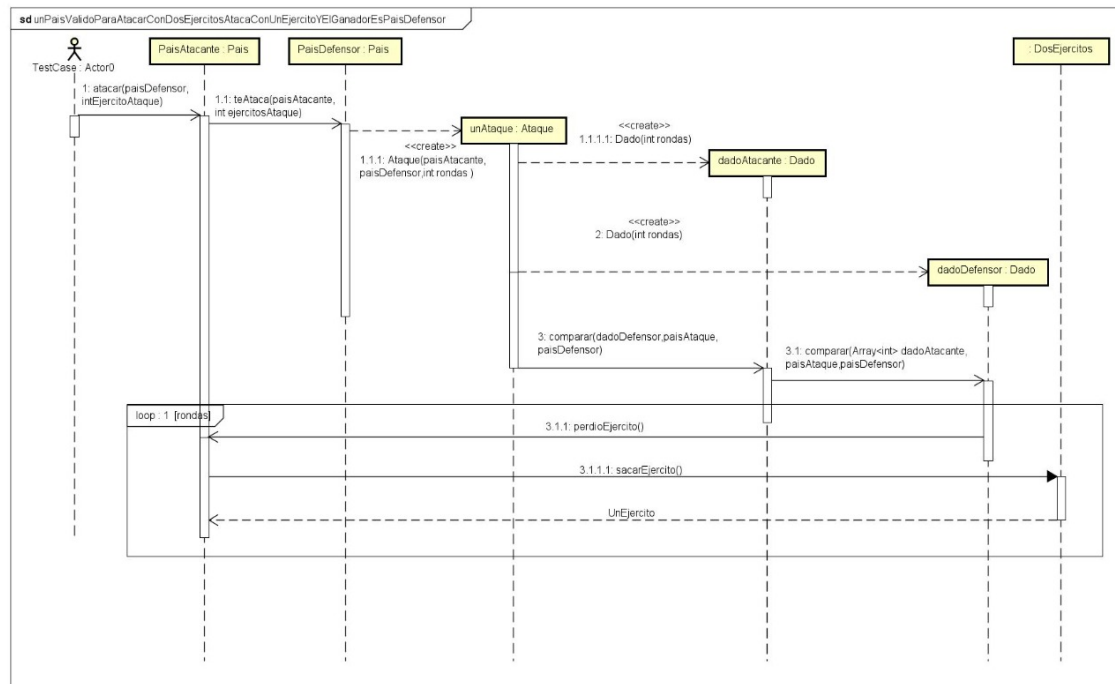 sd unPaisValidoParaAtacarConDosEjercitosAtacaConUnEjercitoYElGanadorEsPaisDefensor
TestCase : Actor0
PaisAtacante : Pais
PaisDefensor : Pais
: DosEjercitos
1: atacar(paisDefensor,
intEjercitoAtaque)
1.1: teAtaca(paisAtacante,
int ejercitosAtaque)
unAtaque : Ataque
<<create>>
1.1.1: Ataque(paisAtacante,
paisDefensor,int rondas )
<<create>>
1.1.1.1: Dado(int rondas)
dadoAtacante : Dado
<<create>>
2: Dado(int rondas)
dadoDefensor : Dado
3: comparar(dadoDefensor,paisAtaque,
paisDefensor)
3.1: comparar(Array<int> dadoAtacante,
paisAtaque,paisDefensor)
loop : 1 [rondas]
3.1.1: perdioEjercito()
3.1.1.1: sacarEjercito()
UnEjercito